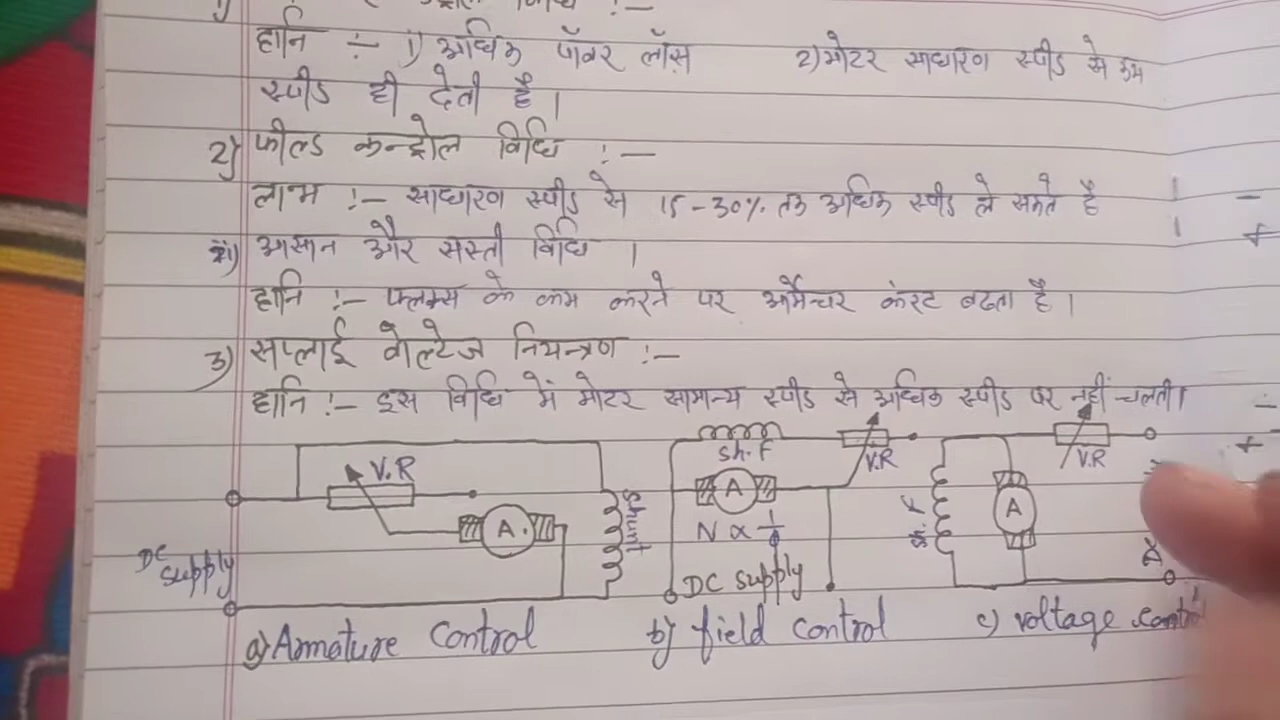 विधि :-
हानि :- 1) अधिक पॉवर लॉस 2) मोटर साधारण स्पीड से कम
स्पीड ही देती है ।
2) फील्ड कन्ट्रोल विधि :-
लाभ :- साधारण स्पीड से 15-30% तक अधिक स्पीड ले सकते है
ii) आसान और सस्ती विधि ।
हानि :- फ्लक्स के कम करने पर आर्मेचर करंट बढता है ।
3) सप्लाई वोल्टेज नियन्त्रण :-
हानि :- इस विधि में मोटर सामान्य स्पीड से अधिक स्पीड पर नहीं चलती।
V.R
A.
Shunt
DC supply
a) Armature control
Sh.f
V.R
A
N ∝ 1/ϕ
DC supply
b) field control
V.R
A
c) voltage